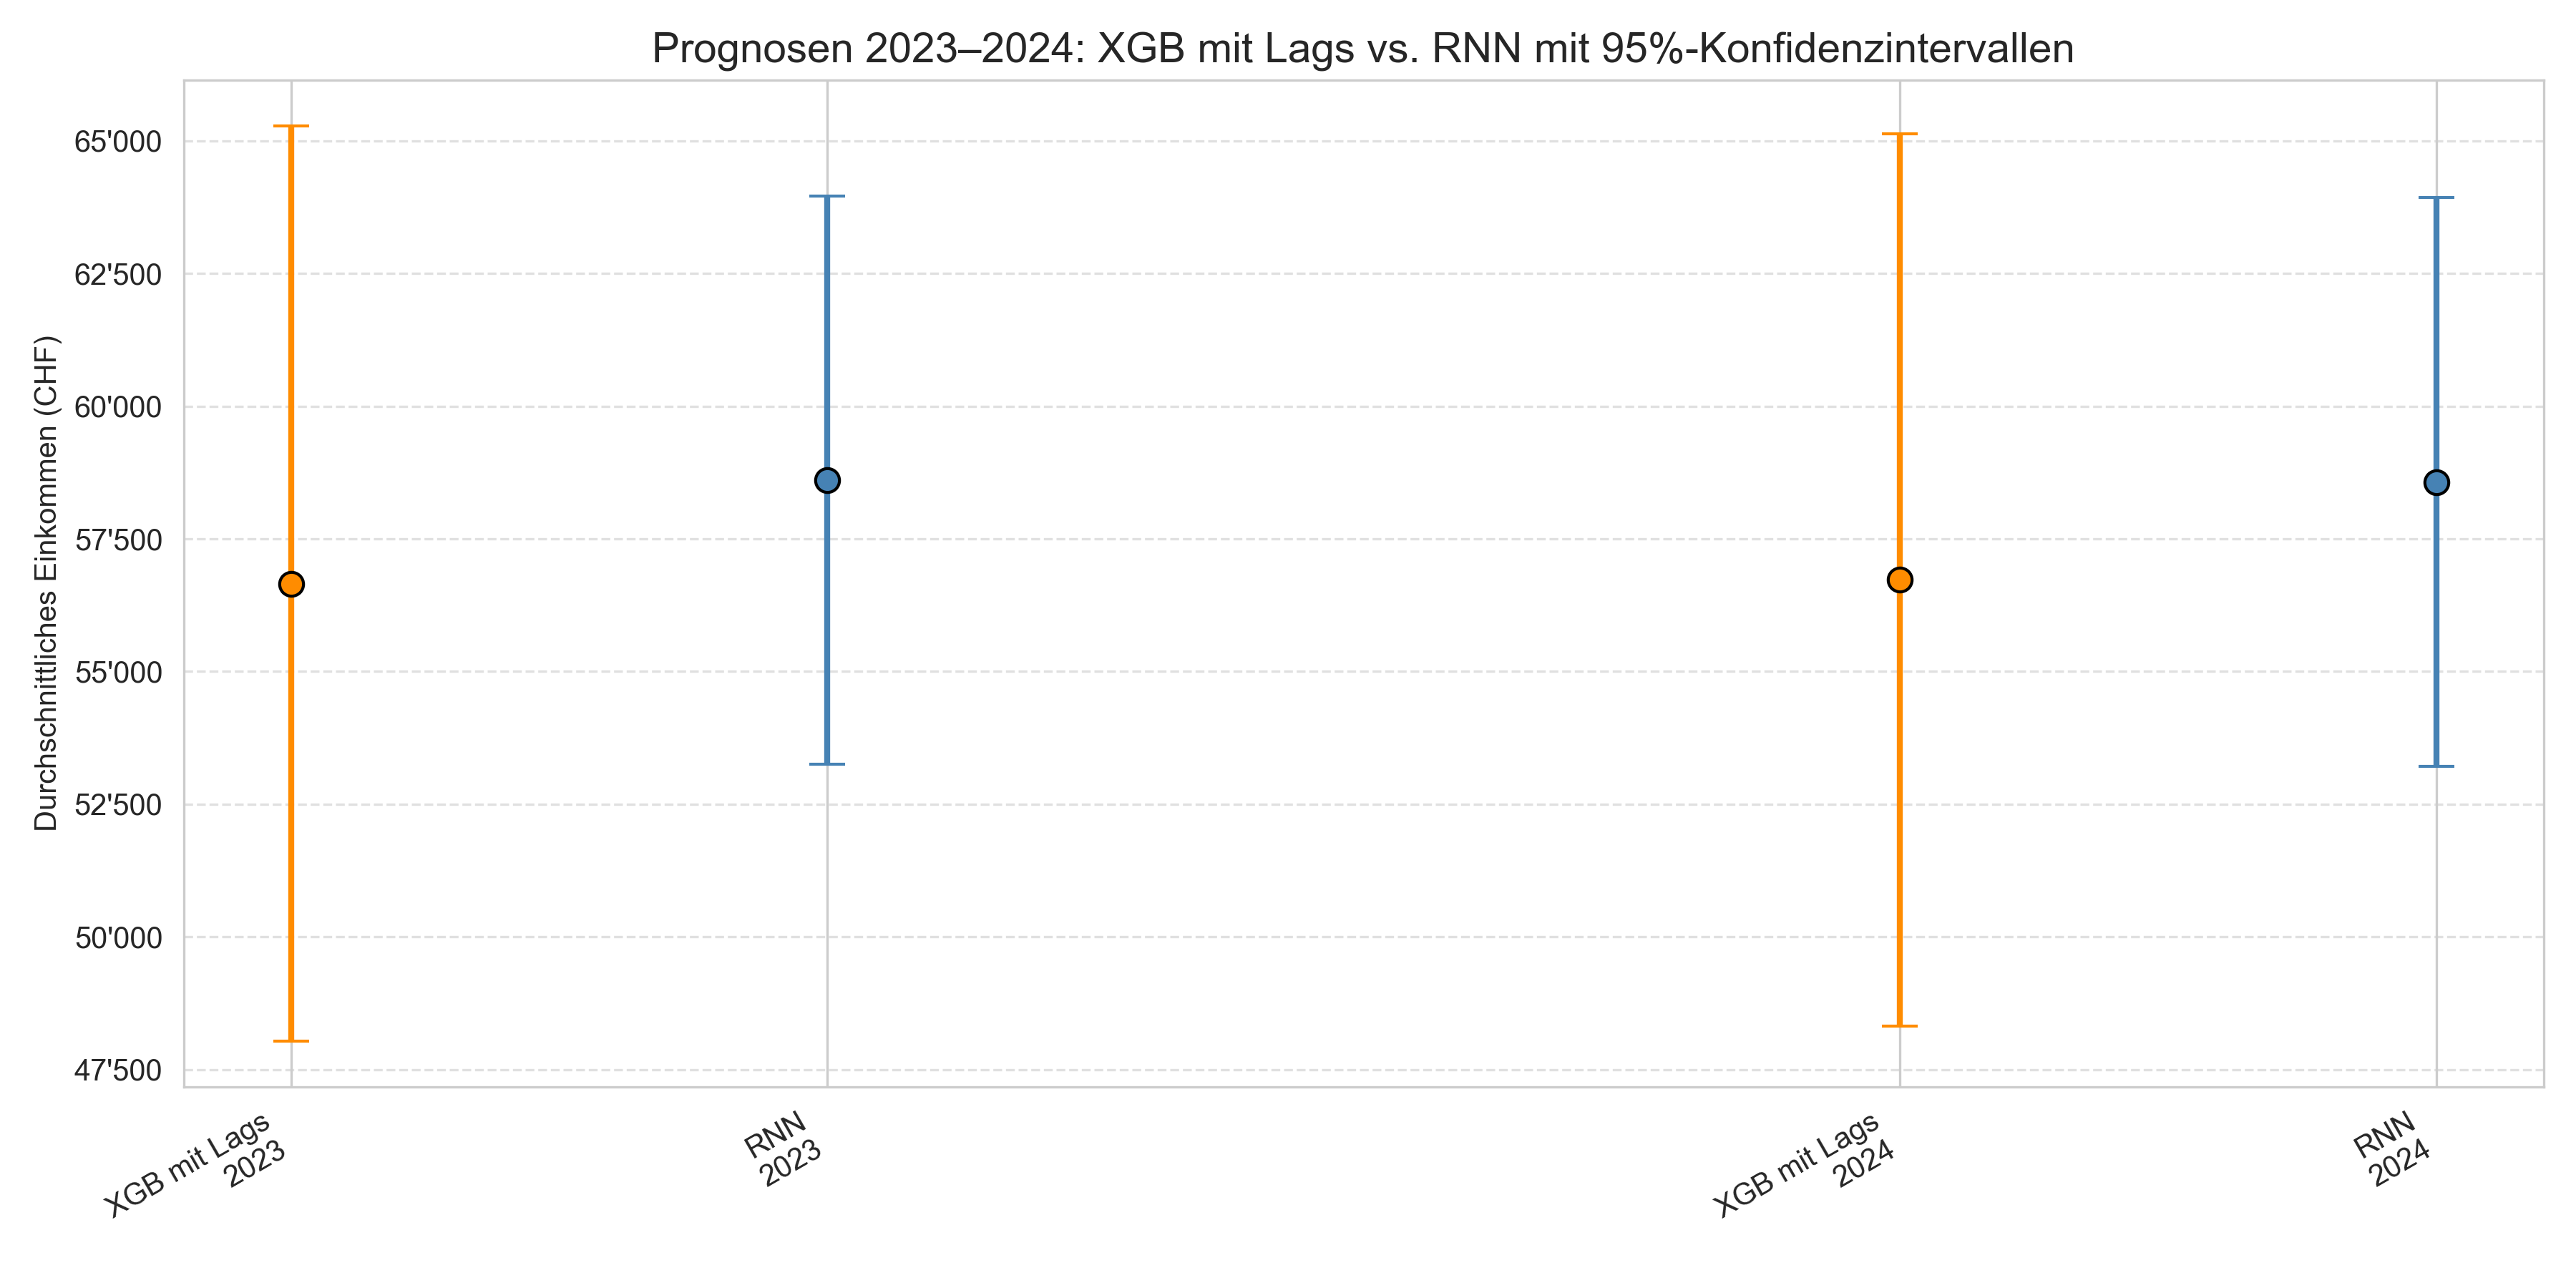 Prognosen 2023–2024: XGB mit Lags vs. RNN mit 95%-Konfidenzintervallen
Durchschnittliches Einkommen (CHF)
65'000
62'500
60'000
57'500
55'000
52'500
50'000
47'500
XGB mit Lags
2023
RNN
2023
XGB mit Lags
2024
RNN
2024